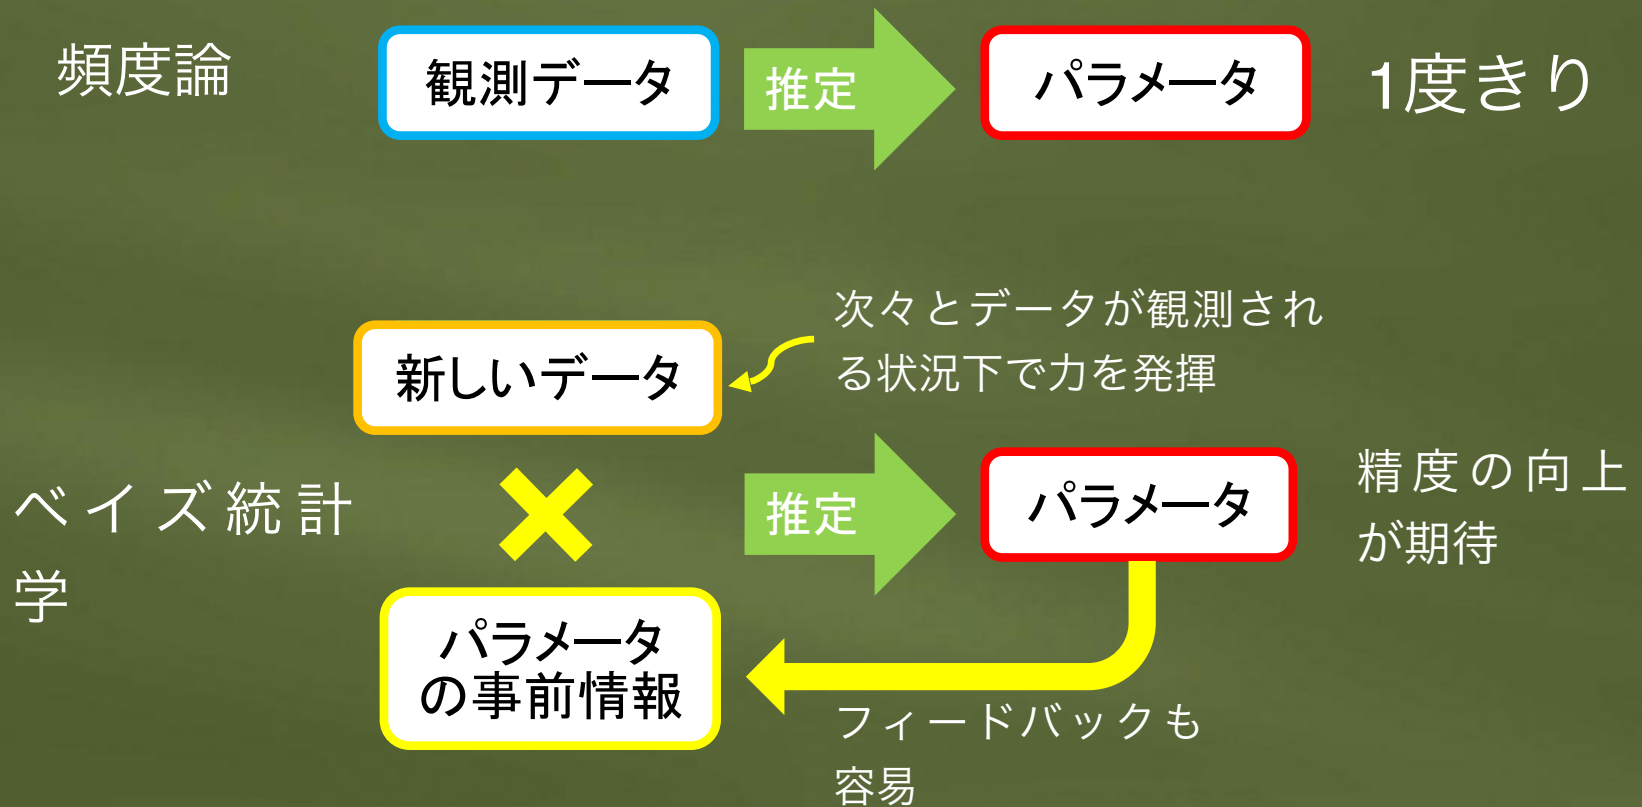 頻度論
観測データ
推定
パラメータ
1度きり
次々とデータが観測され
る状況下で力を発揮
新しいデータ
ベイズ統計
学
推定
パラメータ
精度の向上
が期待
パラメータ
の事前情報
フィードバックも
容易